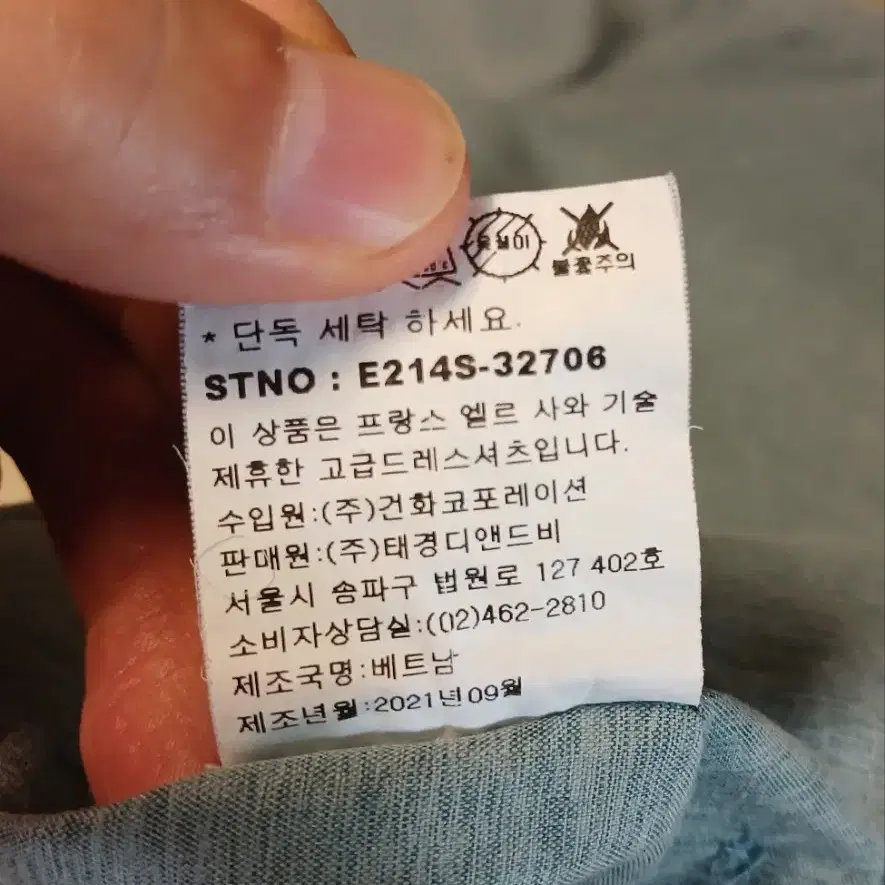 불꽃주의
* 단독 세탁 하세요.
STNO : E214S-32706
이 상품은 프랑스 엘르 사와 기술
제휴한 고급드레스셔츠입니다.
수입원:(주)건화코포레이션
판매원:(주)태경디앤드비
서울시 송파구 법원로 127 402호
소비자상담실:(02)462-2810
제조국명:베트남
제조년월:2021년09월